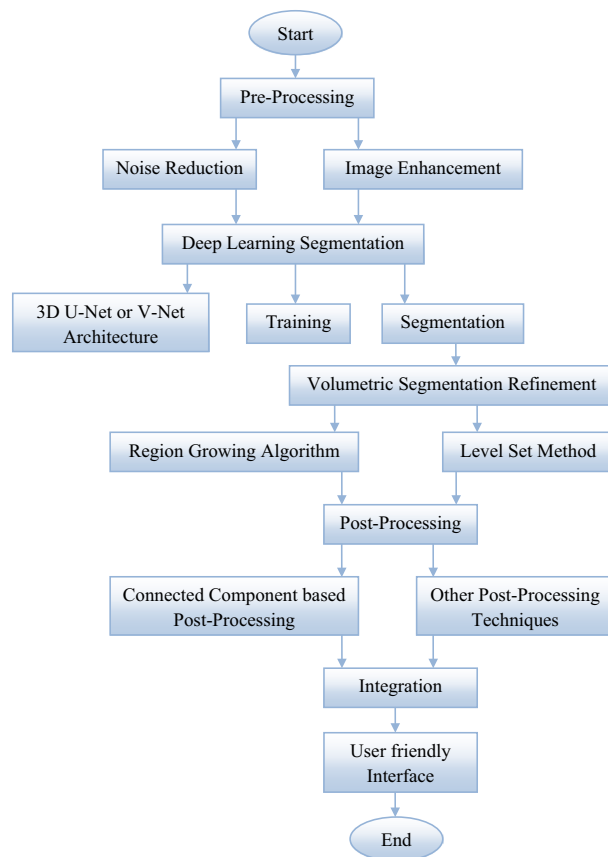 Start
Pre-Processing
Noise Reduction
Image Enhancement
Deep Learning Segmentation
3D U-Net or V-Net
Architecture
Training
Segmentation
Volumetric Segmentation Refinement
Region Growing Algorithm
Level Set Method
Post-Processing
Connected Component based
Post-Processing
Other Post-Processing
Techniques
Integration
User friendly
Interface
End